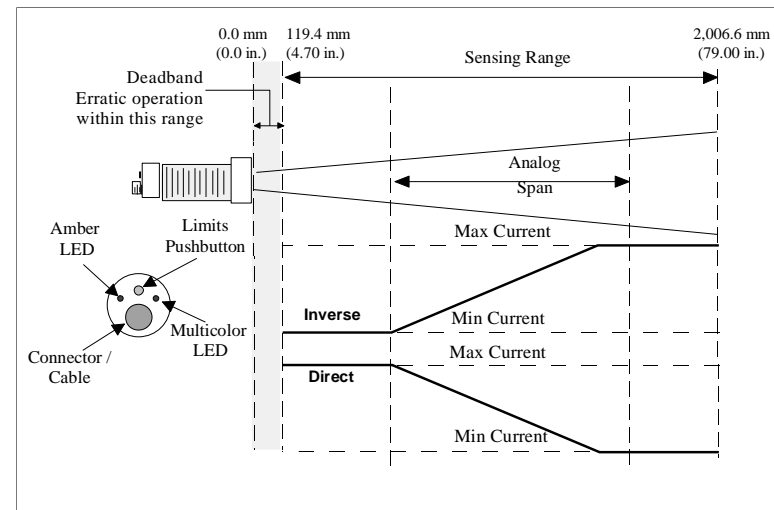 0.0 mm
(0.0 in.)
119.4 mm
(4.70 in.)
2,006.6 mm
(79.00 in.)
Sensing Range
Deadband
Erratic operation
within this range
Analog
Span
Amber
LED
Limits
Pushbutton
Max Current
Inverse
Min Current
Multicolor
LED
Connector /
Cable
Max Current
Direct
Min Current